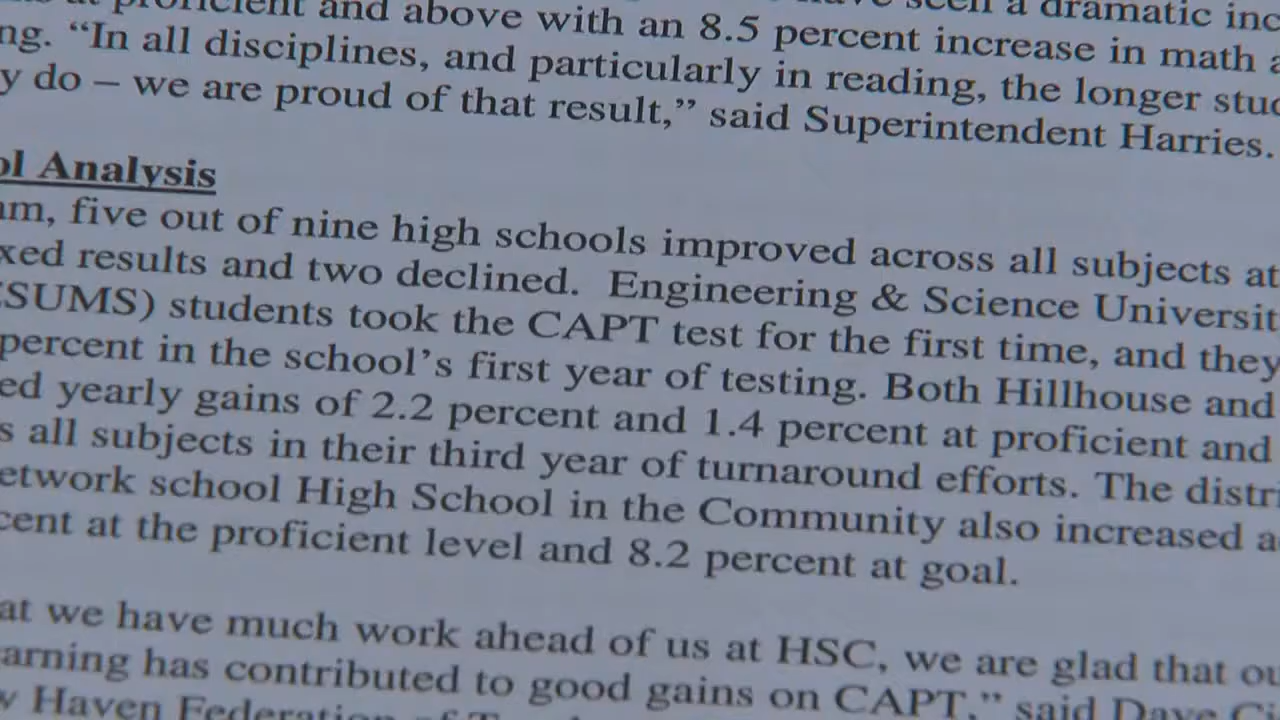 proficient and above with an 8.5 percent increase in math a
ng. “In all disciplines, and particularly in reading, the longer stud
y do – we are proud of that result,” said Superintendent Harries.
ol Analysis
am, five out of nine high schools improved across all subjects at
xed results and two declined. Engineering & Science Universit
ESUMS) students took the CAPT test for the first time, and they
percent in the school’s first year of testing. Both Hillhouse and
ed yearly gains of 2.2 percent and 1.4 percent at proficient and
s all subjects in their third year of turnaround efforts. The distri
etwork school High School in the Community also increased a
cent at the proficient level and 8.2 percent at goal.
at we have much work ahead of us at HSC, we are glad that ou
arning has contributed to good gains on CAPT,” said Dave Ci
w Haven Federation of